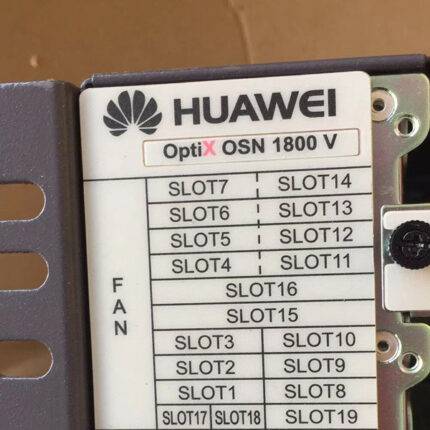 HUAWEI
OptiX OSN 1800 V
SLOT7 SLOT14
SLOT6 SLOT13
SLOT5 SLOT12
SLOT4 SLOT11
FAN
SLOT16
SLOT15
SLOT3 SLOT10
SLOT2 SLOT9
SLOT1 SLOT8
SLOT17 SLOT18 SLOT19